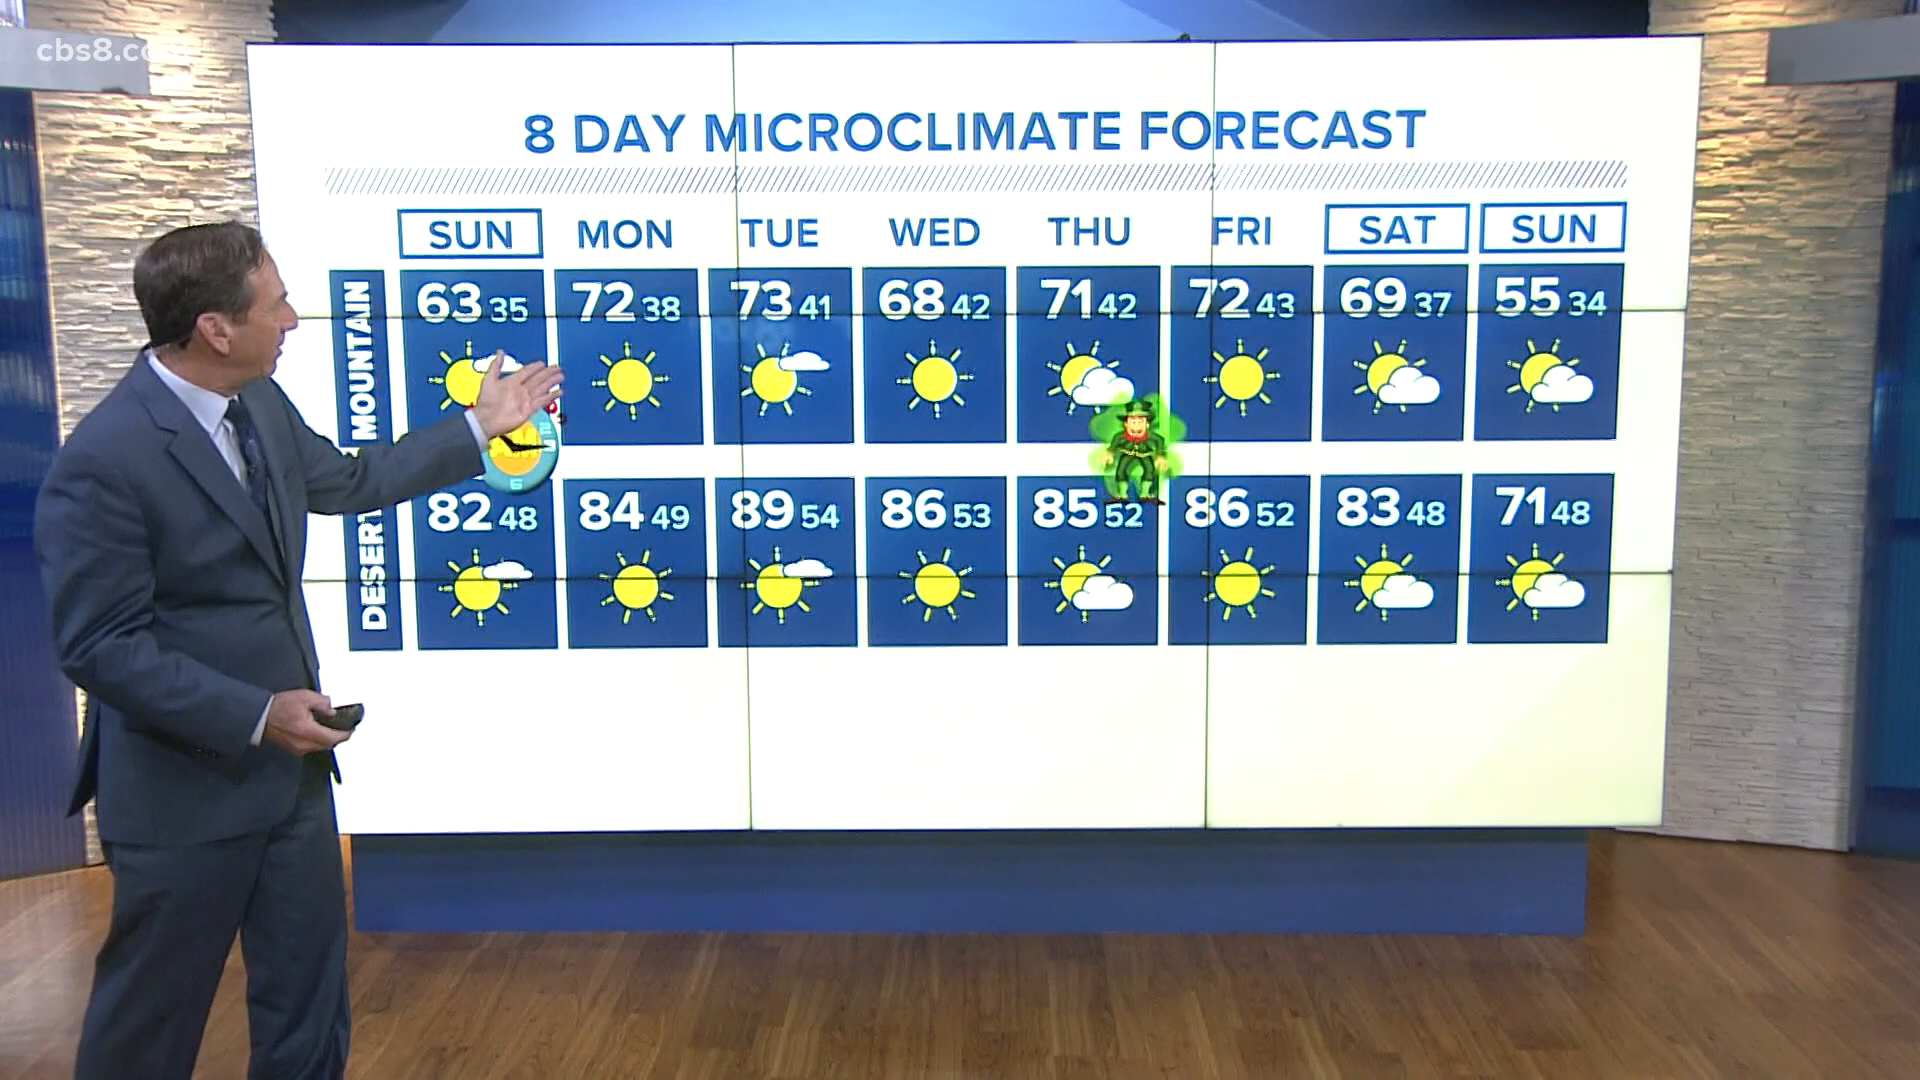 cbs8.co
8 DAY MICROCLIMATE FORECAST
SUN MON TUE WED THU FRI SAT SUN
MOUNTAIN
63 35 72 38 73 41 68 42 71 42 72 43 69 37 55 34
DESERT
82 48 84 49 89 54 86 53 85 52 86 52 83 48 71 48